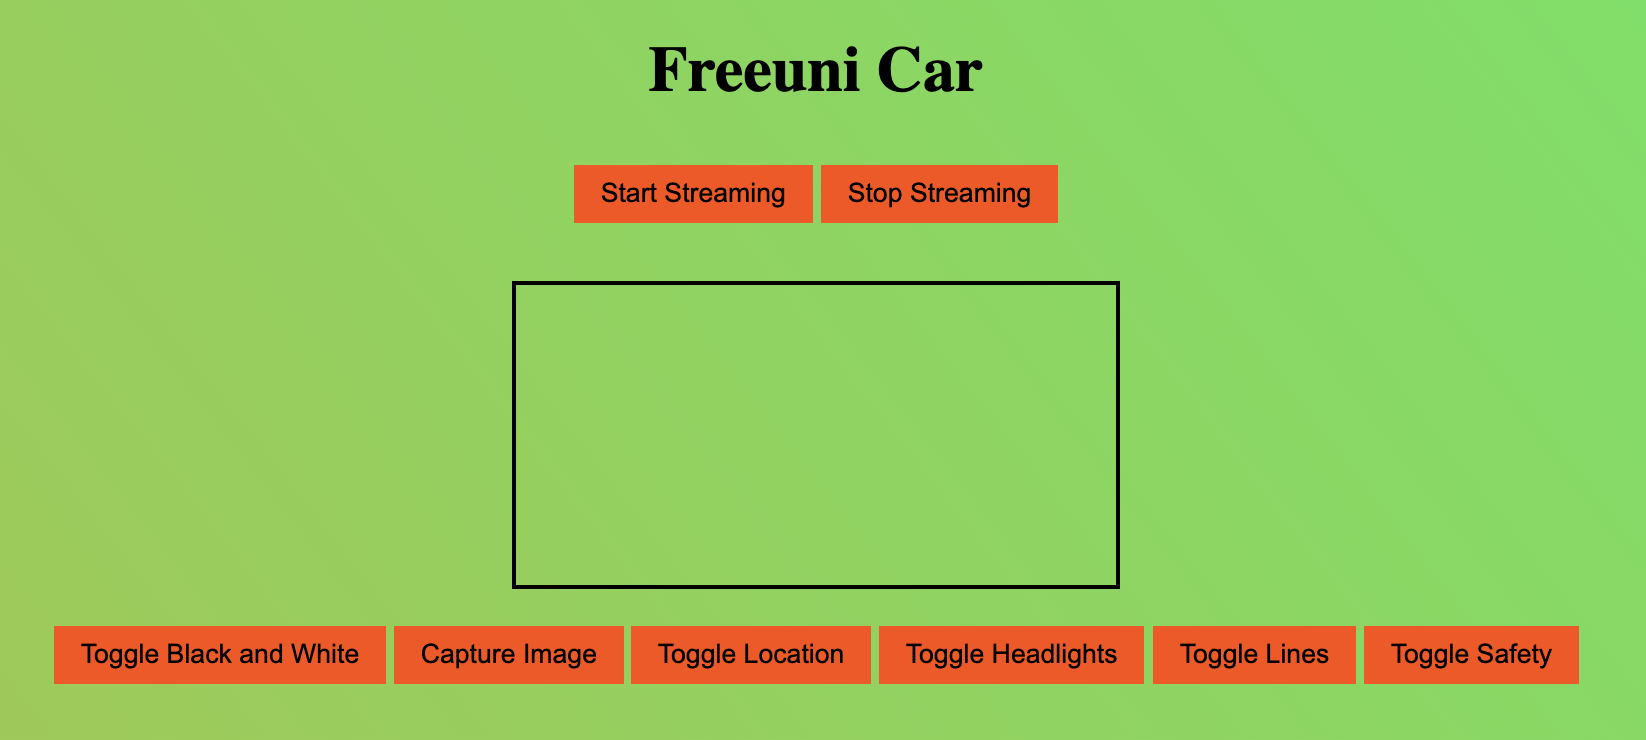 Freeuni Car
Start Streaming Stop Streaming
Toggle Black and White Capture Image Toggle Location Toggle Headlights Toggle Lines Toggle Safety